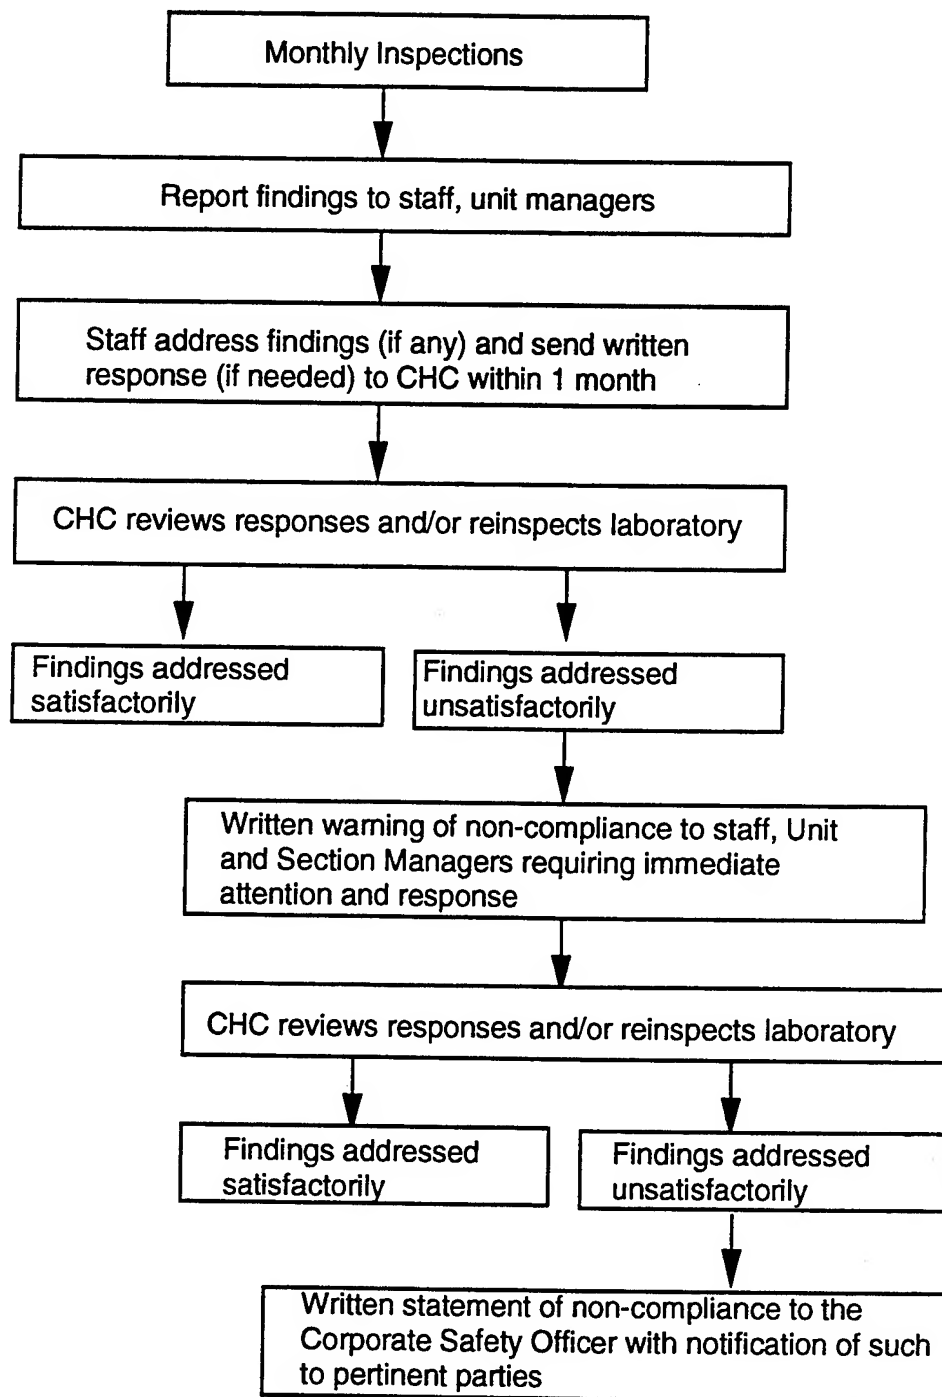 Monthly Inspections
Report findings to staff, unit managers
Staff address findings (if any) and send written
response (if needed) to CHC within 1 month
CHC reviews responses and/or reinspects laboratory
Findings addressed
satisfactorily
Findings addressed
unsatisfactorily
Written warning of non-compliance to staff, Unit
and Section Managers requiring immediate
attention and response
CHC reviews responses and/or reinspects laboratory
Findings addressed
satisfactorily
Findings addressed
unsatisfactorily
Written statement of non-compliance to the
Corporate Safety Officer with notification of such
to pertinent parties